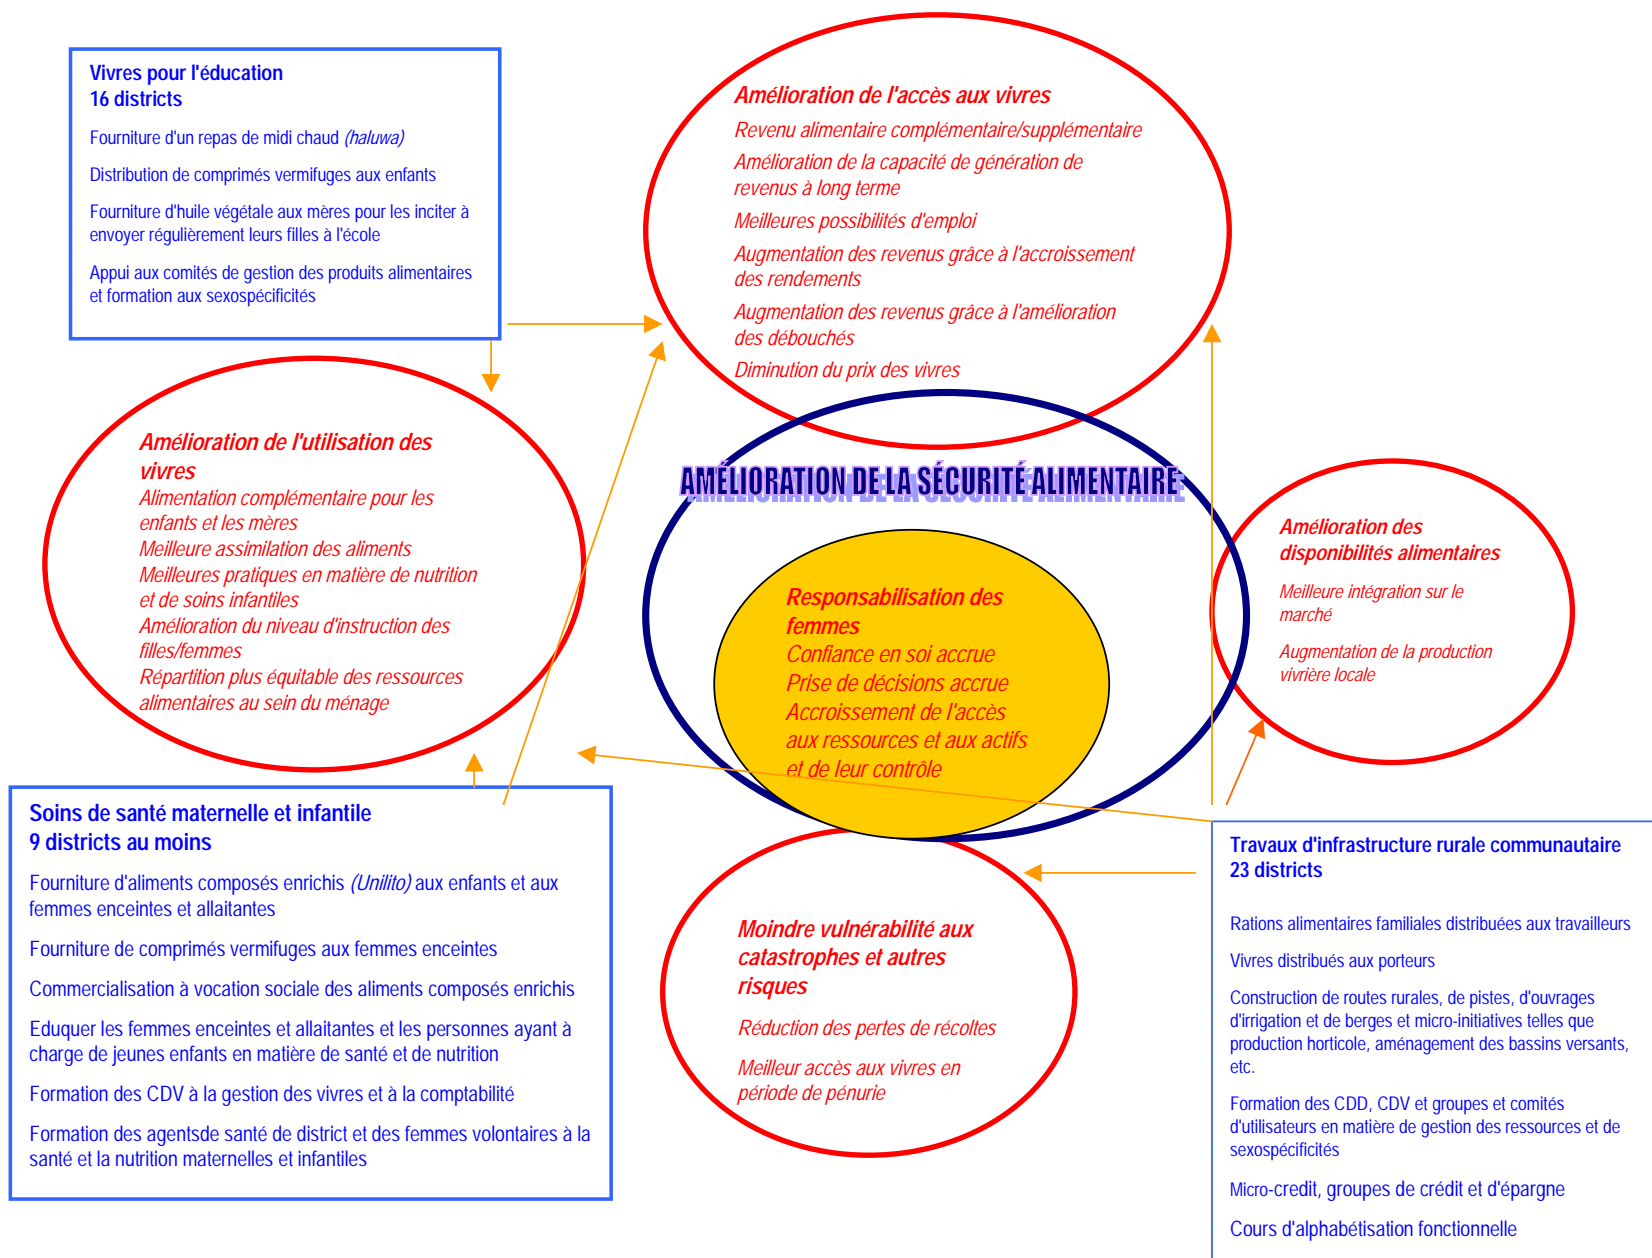 Vivres pour l'éducation
16 districts
Fourniture d'un repas de midi chaud (haluwa)
Distribution de comprimés vermifuges aux enfants
Fourniture d'huile végétale aux mères pour les inciter à
envoyer régulièrement leurs filles à l'école
Appui aux comités de gestion des produits alimentaires
et formation aux sexospécificités
Amélioration de l'accès aux vivres
Revenu alimentaire complémentaire/supplémentaire
Amélioration de la capacité de génération de
revenus à long terme
Meilleures possibilités d'emploi
Augmentation des revenus grâce à l'accroissement
des rendements
Augmentation des revenus grâce à l'amélioration
des débouchés
Diminution du prix des vivres
Amélioration de l'utilisation des
vivres
Alimentation complémentaire pour les
enfants et les mères
Meilleure assimilation des aliments
Meilleures pratiques en matière de nutrition
et de soins infantiles
Amélioration du niveau d'instruction des
filles/femmes
Répartition plus équitable des ressources
alimentaires au sein du ménage
AMÉLIORATION DE LA SÉCURITÉ ALIMENTAIRE
Responsabilisation des
femmes
Confiance en soi accrue
Prise de décisions accrue
Accroissement de l'accès
aux ressources et aux actifs
et de leur contrôle
Amélioration des
disponibilités alimentaires
Meilleure intégration sur le
marché
Augmentation de la production
vivrière locale
Soins de santé maternelle et infantile
9 districts au moins
Fourniture d'aliments composés enrichis (Unilito) aux enfants et aux
femmes enceintes et allaitantes
Fourniture de comprimés vermifuges aux femmes enceintes
Commercialisation à vocation sociale des aliments composés enrichis
Eduquer les femmes enceintes et allaitantes et les personnes ayant à
charge de jeunes enfants en matière de santé et de nutrition
Formation des CDV à la gestion des vivres et à la comptabilité
Formation des agentsde santé de district et des femmes volontaires à la
santé et la nutrition maternelles et infantiles
Moindre vulnérabilité aux
catastrophes et autres
risques
Réduction des pertes de récoltes
Meilleur accès aux vivres en
période de pénurie
Travaux d'infrastructure rurale communautaire
23 districts
Rations alimentaires familiales distribuées aux travailleurs
Vivres distribués aux porteurs
Construction de routes rurales, de pistes, d'ouvrages
d'irrigation et de berges et micro-initiatives telles que
production horticole, aménagement des bassins versants,
etc.
Formation des CDD, CDV et groupes et comités
d'utilisateurs en matière de gestion des ressources et de
sexospécificités
Micro-credit, groupes de crédit et d'épargne
Cours d'alphabétisation fonctionnelle